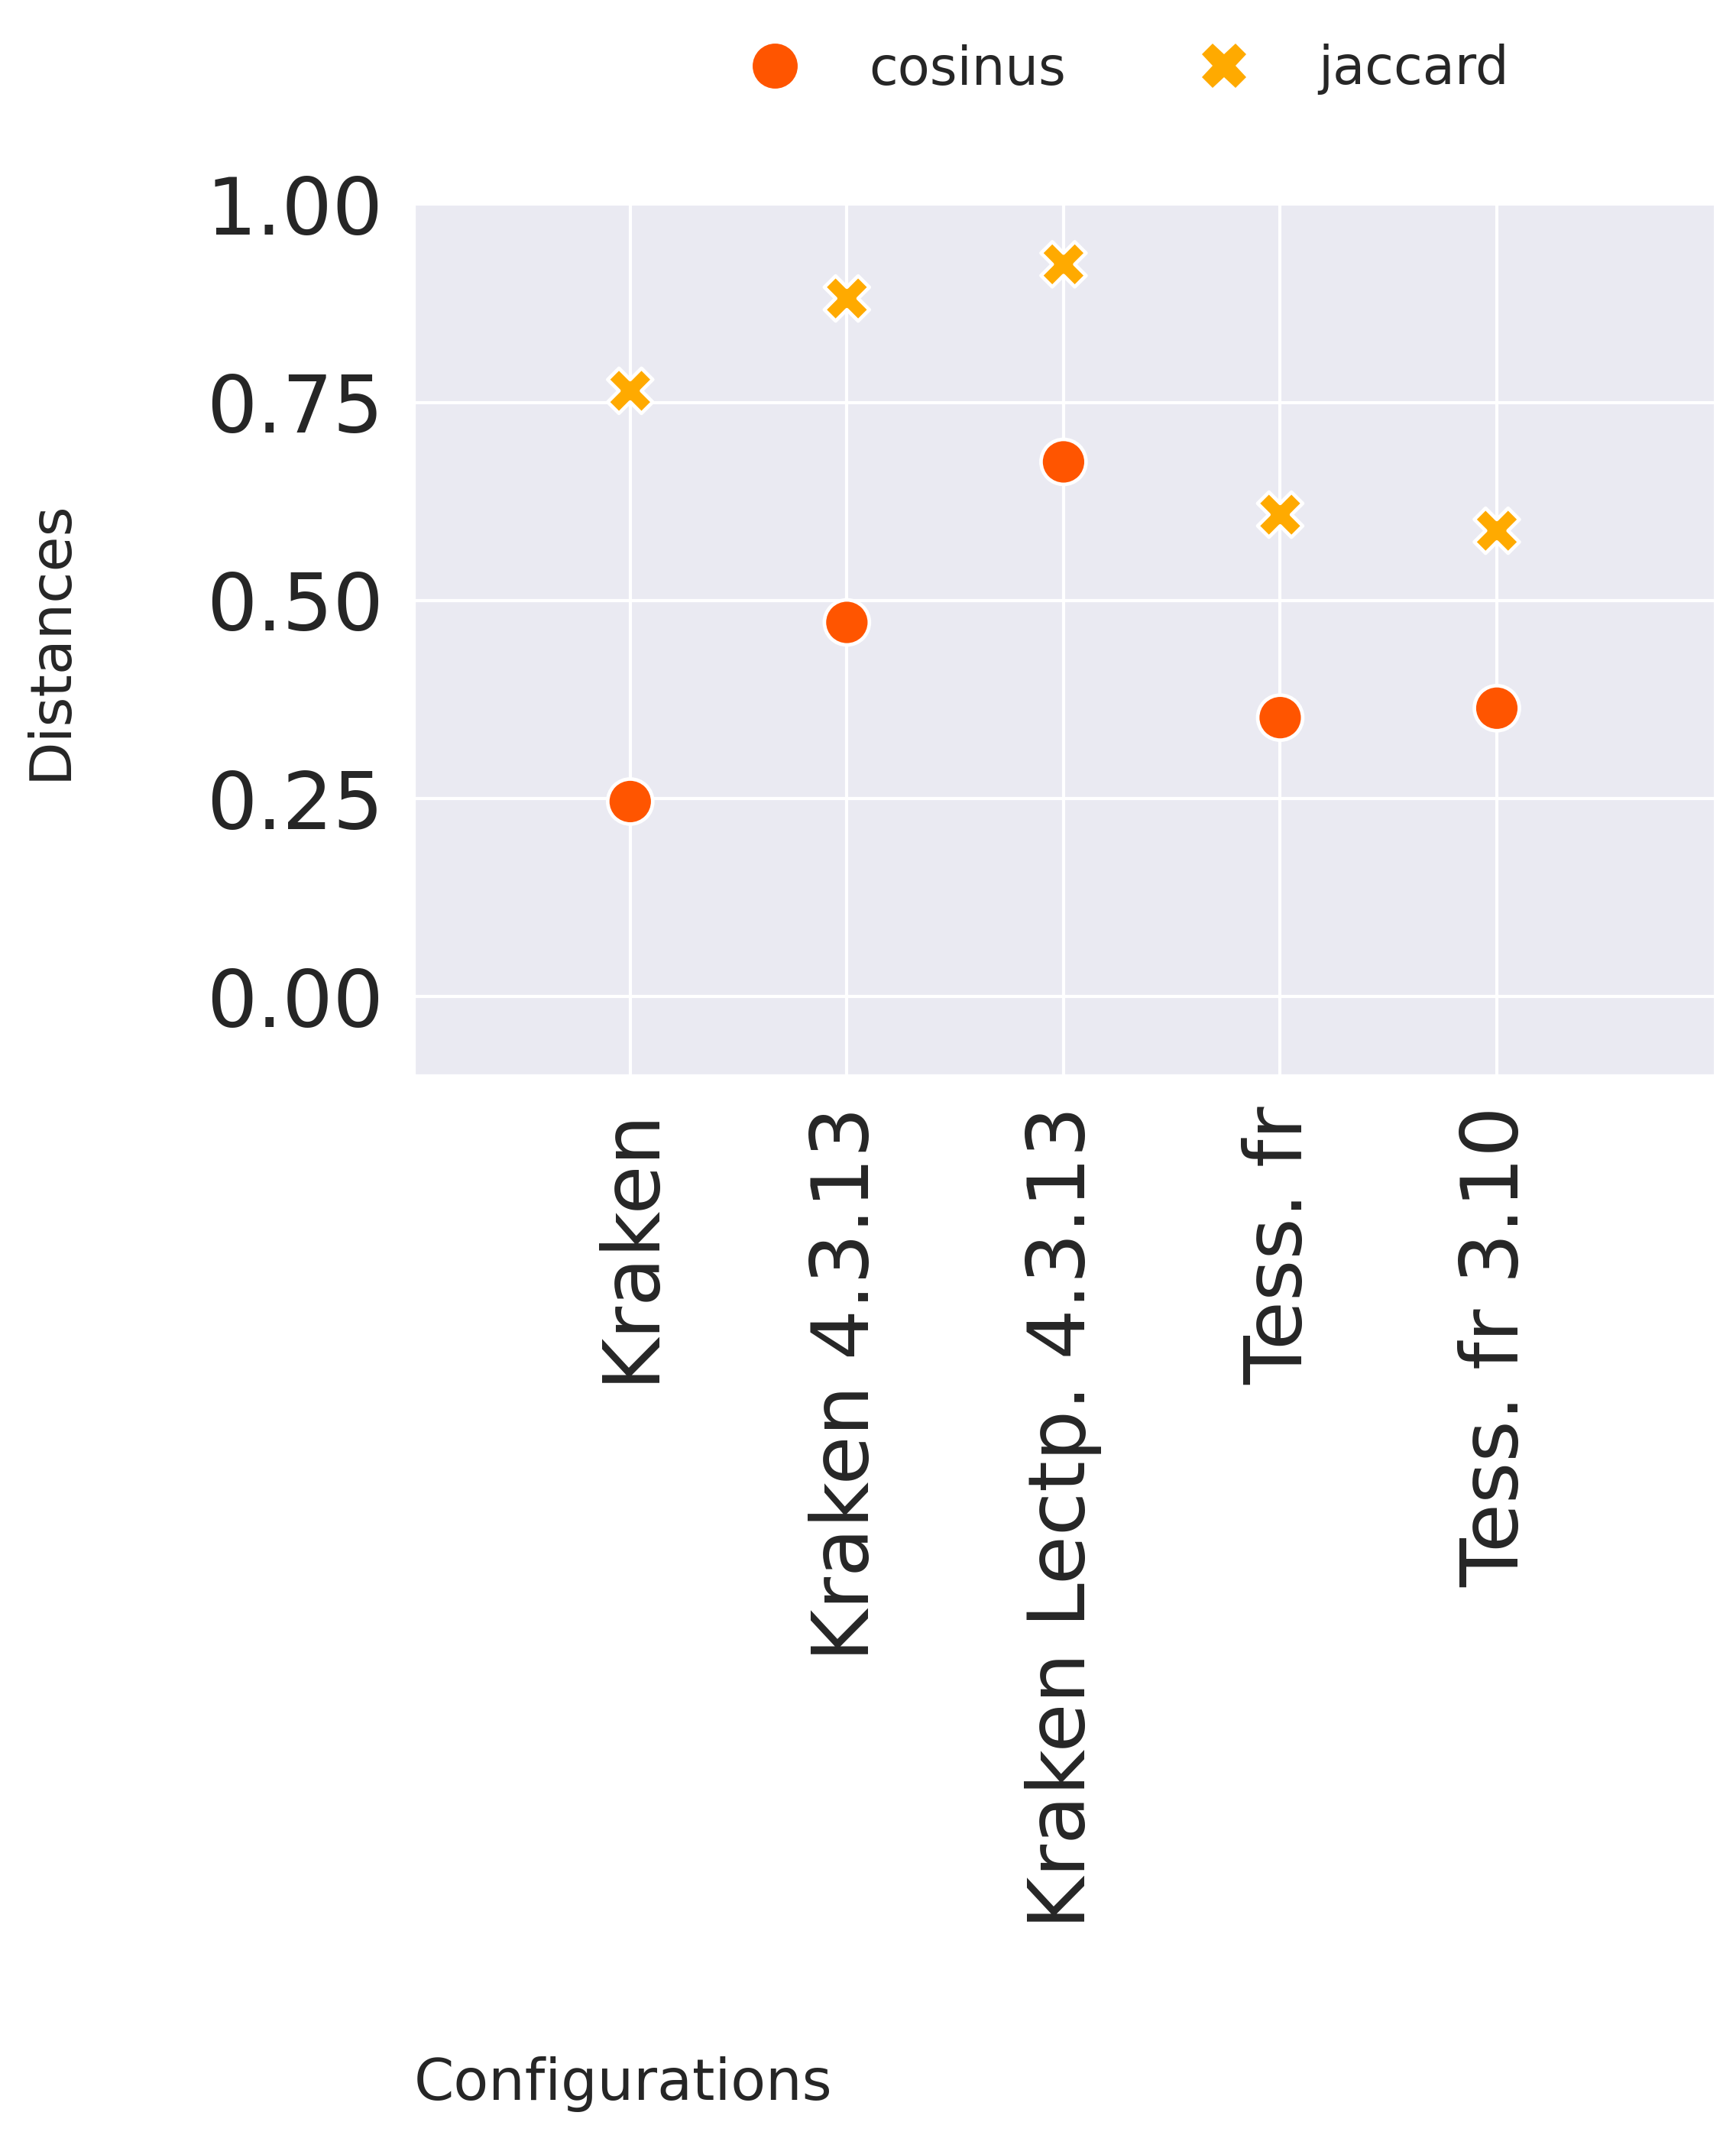 cosinus jaccard
1.00
0.75
0.50
0.25
0.00
Distances
Kraken
Kraken 4.3.13
Kraken Lectp. 4.3.13
Tess. fr
Tess. fr 3.10
Configurations